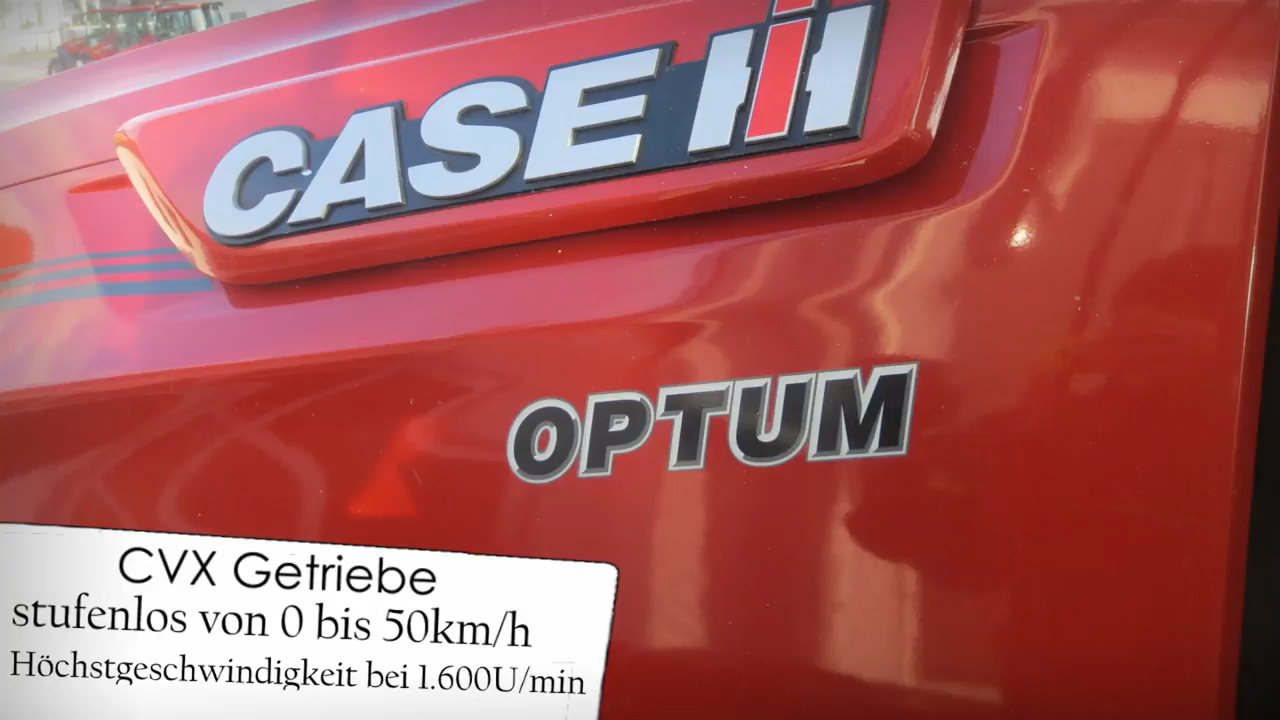 CASE IH
OPTUM
CVX Getriebe
stufenlos von 0 bis 50km/h
Höchstgeschwindigkeit bei 1.600U/min